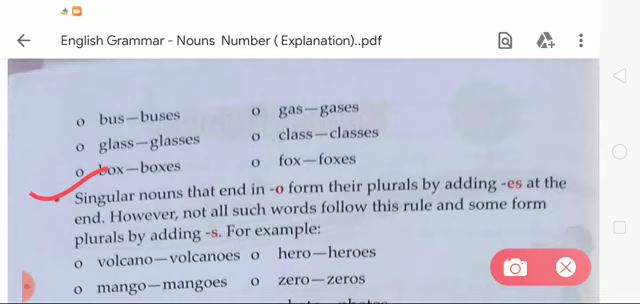 English Grammar - Nouns Number ( Explanation)..pdf
o bus—buses o gas—gases
o glass—glasses o class—classes
o box—boxes o fox—foxes
• Singular nouns that end in -o form their plurals by adding -es at the
end. However, not all such words follow this rule and some form
plurals by adding -s. For example:
o volcano—volcanoes o hero—heroes
o mango—mangoes o zero—zeros